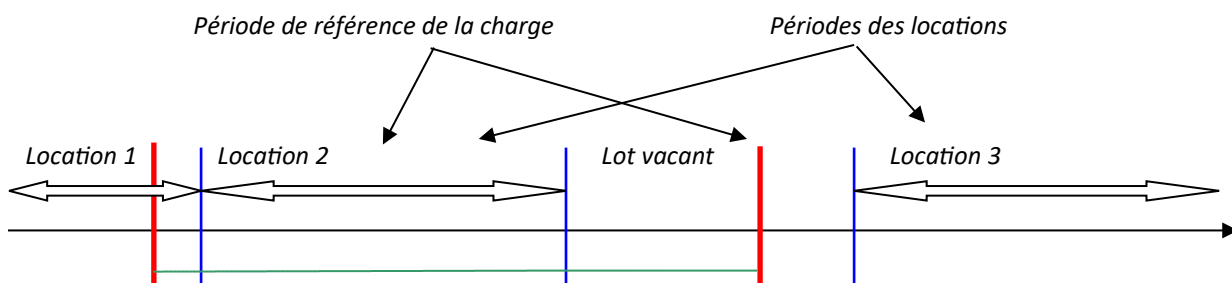 Période de référence de la charge
Périodes des locations
Location 1
Location 2
Lot vacant
Location 3